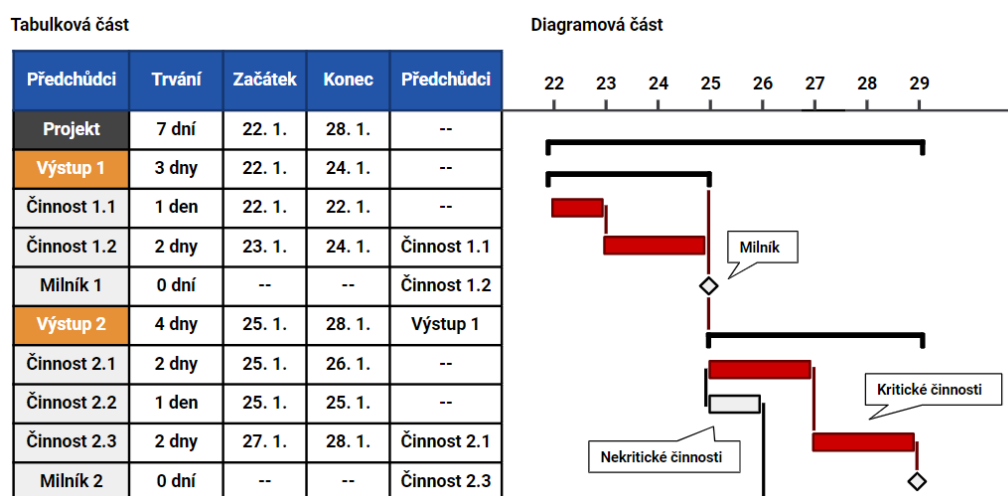 Tabulková část
Diagramová část
Předchůdci Trvání Začátek Konec Předchůdci
22 23 24 25 26 27 28 29
Projekt 7 dní 22. 1. 28. 1. --
Výstup 1 3 dny 22. 1. 24. 1. --
Činnost 1.1 1 den 22. 1. 22. 1. --
Činnost 1.2 2 dny 23. 1. 24. 1. Činnost 1.1
Milník
Milník 1 0 dní -- -- Činnost 1.2
Výstup 2 4 dny 25. 1. 28. 1. Výstup 1
Činnost 2.1 2 dny 25. 1. 26. 1. --
Kritické činnosti
Činnost 2.2 1 den 25. 1. 25. 1. --
Činnost 2.3 2 dny 27. 1. 28. 1. Činnost 2.1
Nekritické činnosti
Milník 2 0 dní -- -- Činnost 2.3